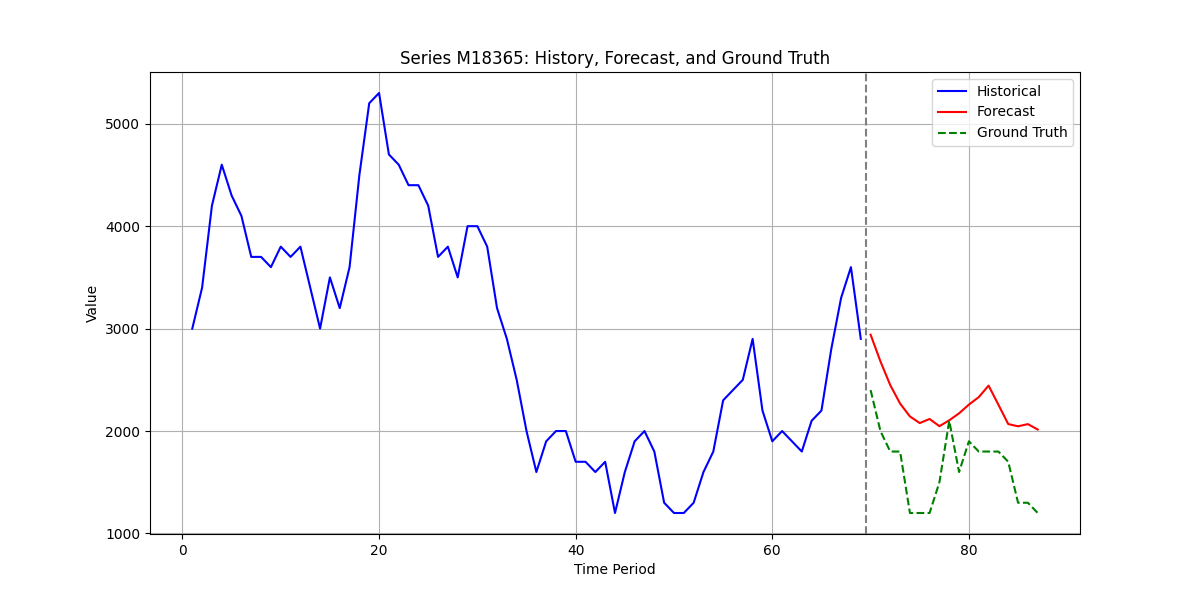 Series M18365: History, Forecast, and Ground Truth
Historical
Forecast
Ground Truth
5000
4000
3000
2000
1000
Value
0
20
40
60
80
Time Period